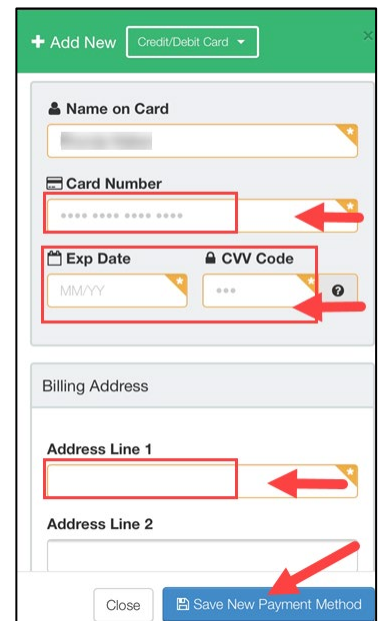 + Add New Credit/Debit Card
×
Name on Card
Card Number
•••• •••• •••• ••••
Exp Date CVV Code
MM/YY ••• ?
Billing Address
Address Line 1
Address Line 2
Close Save New Payment Method